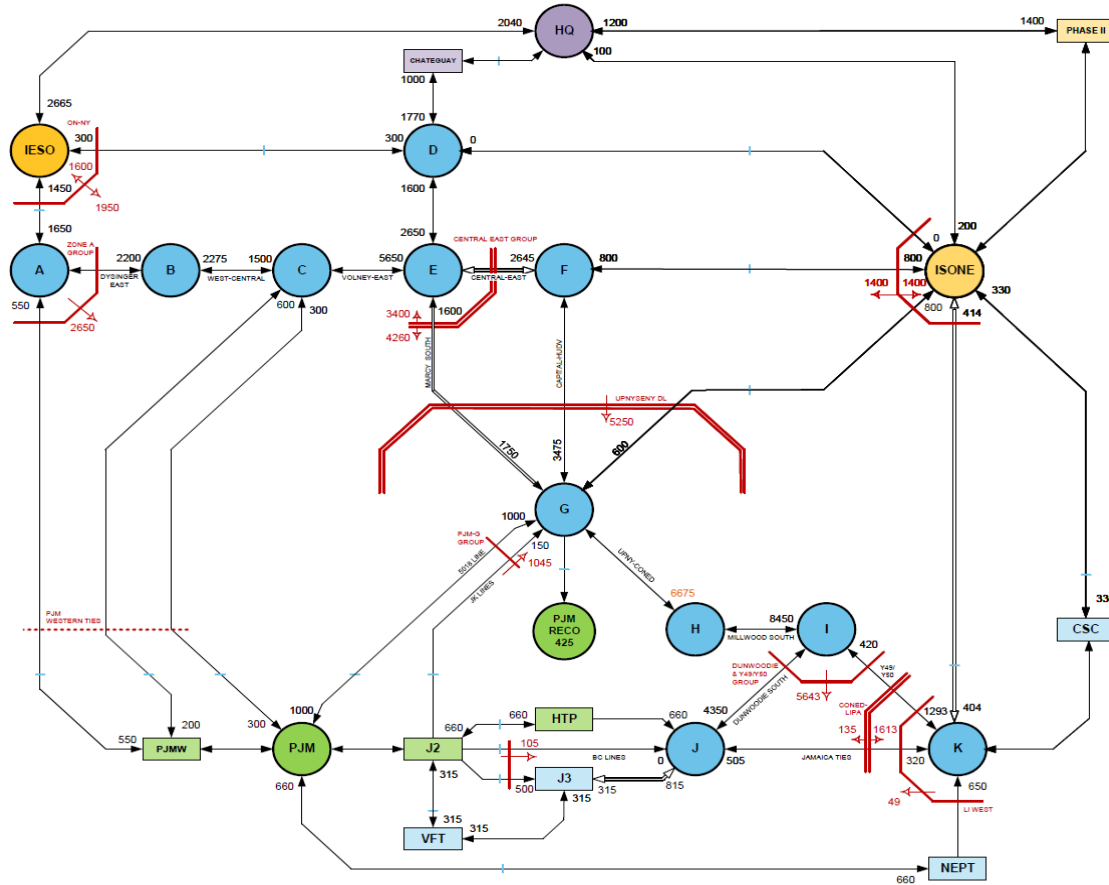 2040
HQ
1200
1400
PHASE II
100
CHATEGUAY
1000
2665
ON-NY
1770
300
300
0
IESO
D
1600
1450
1950
1600
1650
ZONE A
GROUP
2650
CENTRAL EAST GROUP
0
200
2200
2275
1500
5650
2645
800
800
A
B
C
E
F
ISONE
DYSINGER
EAST
WEST-CENTRAL
VOLNEY-EAST
CENTRAL-EAST
1400
1400
330
550
600
800
2650
300
3400
1600
414
4260
MARCY SOUTH
CAPITAL-HUDV
UPNYSENY DL
5250
1750
3475
600
G
1000
PJM-G
GROUP
150
1045
5018 LINE
JK LINES
UPNY-CONED
PJM
WESTERN TIES
PJM
RECO
425
6675
H
8450
MILLWOOD SOUTH
I
420
33
CSC
DUNWOODIE
& Y49/Y50
GROUP
DUNWOODIE SOUTH
5643
Y49/
Y50
CONED-
LIPA
1293
404
4350
1000
200
300
660
660
HTP
660
135
1613
550
PJMW
PJM
J2
105
BC LINES
J
JAMAICA TIES
K
0
505
320
660
315
500
J3
315
815
650
315
49
LI WEST
315
VFT
315
NEPT
660